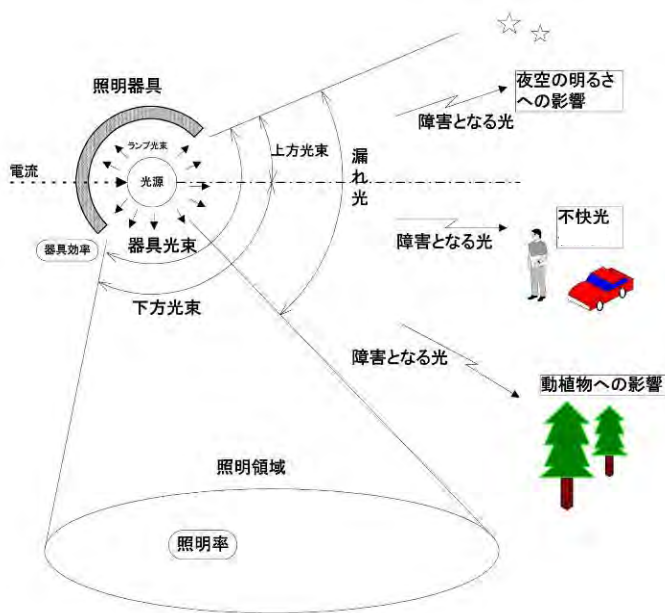 照明器具
夜空の明るさ
への影響
障害となる光
ランプ光束
上方光束
漏れ光
電流
光源
不快光
障害となる光
器具効率
器具光束
下方光束
障害となる光
動植物への影響
照明領域
照明率